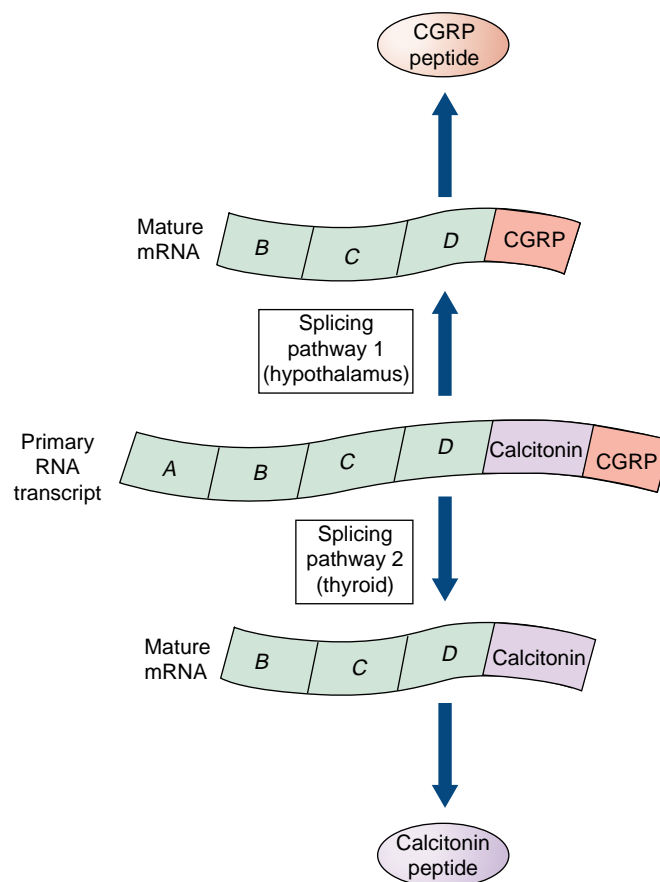 CGRP
peptide
Mature
mRNA
B
C
D
CGRP
Splicing
pathway 1
(hypothalamus)
Primary
RNA
transcript
A
B
C
D
Calcitonin
CGRP
Splicing
pathway 2
(thyroid)
Mature
mRNA
B
C
D
Calcitonin
Calcitonin
peptide